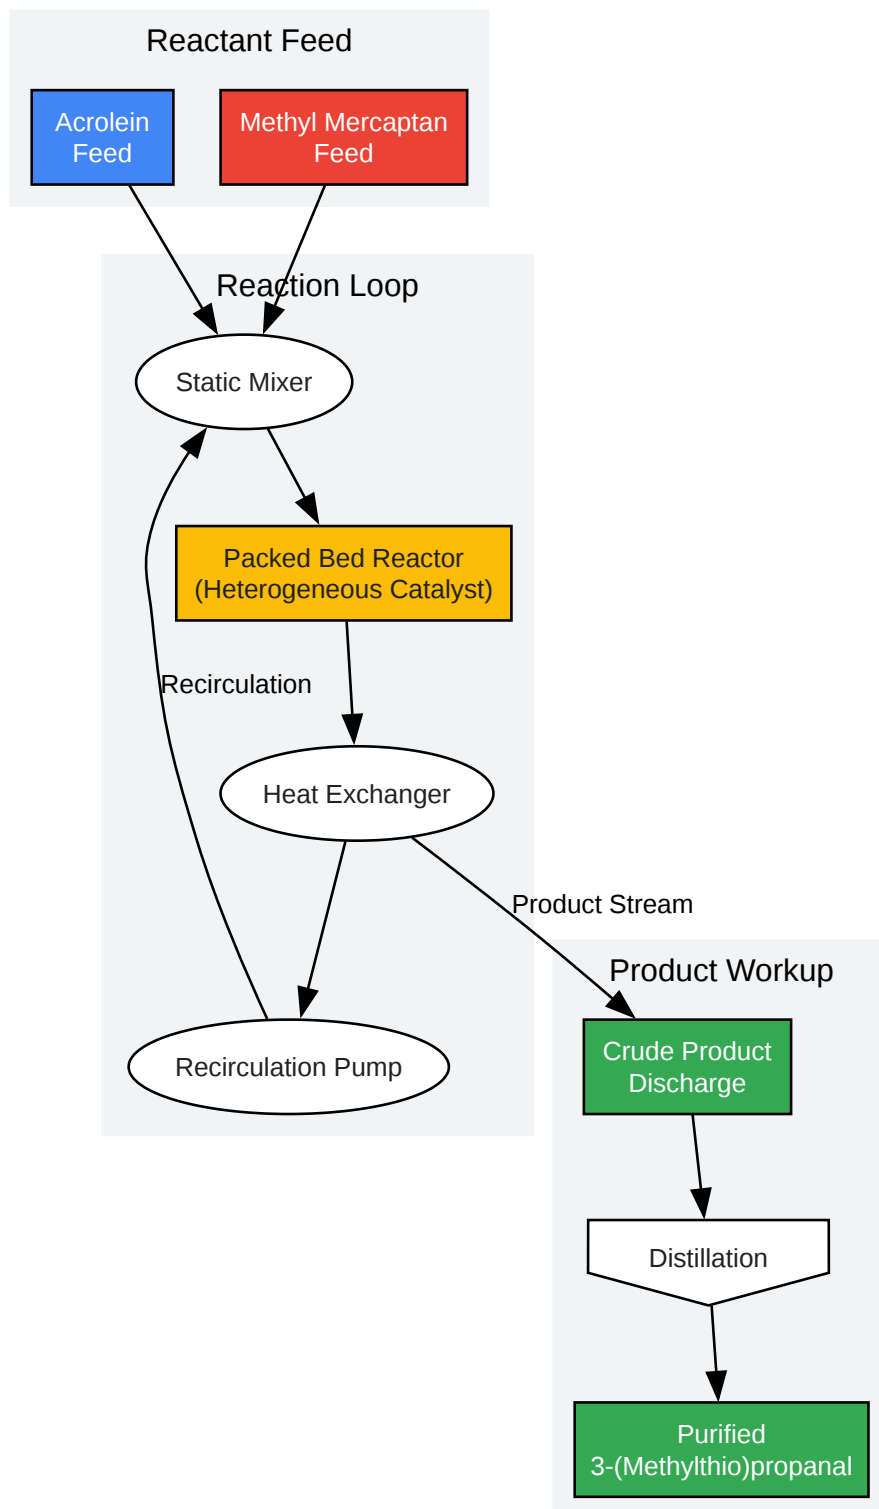 Reactant Feed
Acrolein
Feed
Methyl Mercaptan
Feed
Reaction Loop
Static Mixer
Packed Bed Reactor
(Heterogeneous Catalyst)
Recirculation
Heat Exchanger
Product Stream
Recirculation Pump
Product Workup
Crude Product
Discharge
Distillation
Purified
3-(Methylthio)propanal